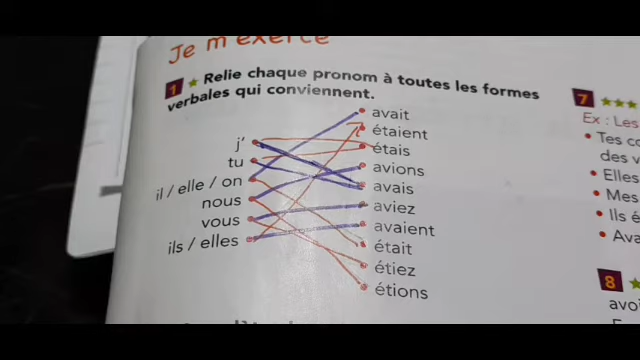 Je m'exerce
1 ★ Relie chaque pronom à toutes les formes
verbales qui conviennent.
j'
tu
il / elle / on
nous
vous
ils / elles
avait
étaient
étais
avions
avais
aviez
avaient
était
étiez
étions
7 ★★★
Ex : Les
• Tes
des v
• Elles
• Mes
• Ils é
• Ava
8 ★
avoi